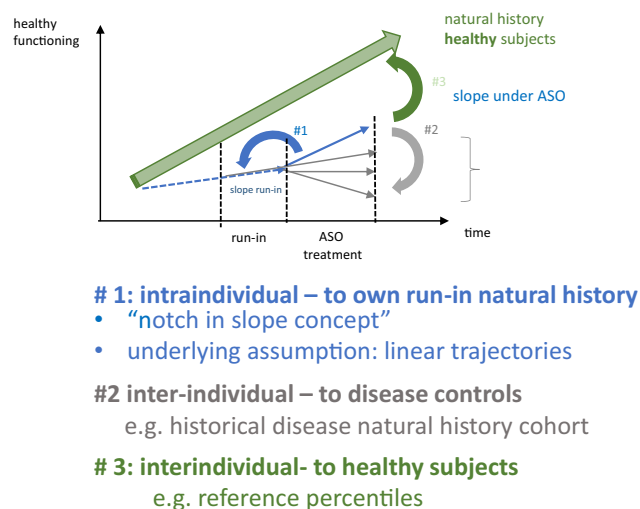 healthy
functioning
natural history
healthy subjects
#3
slope under ASO
#1
#2
slope run-in
time
run-in
ASO
treatment
# 1: intraindividual – to own run-in natural history
• “notch in slope concept”
• underlying assumption: linear trajectories
#2 inter-individual – to disease controls
e.g. historical disease natural history cohort
# 3: interindividual- to healthy subjects
e.g. reference percentiles